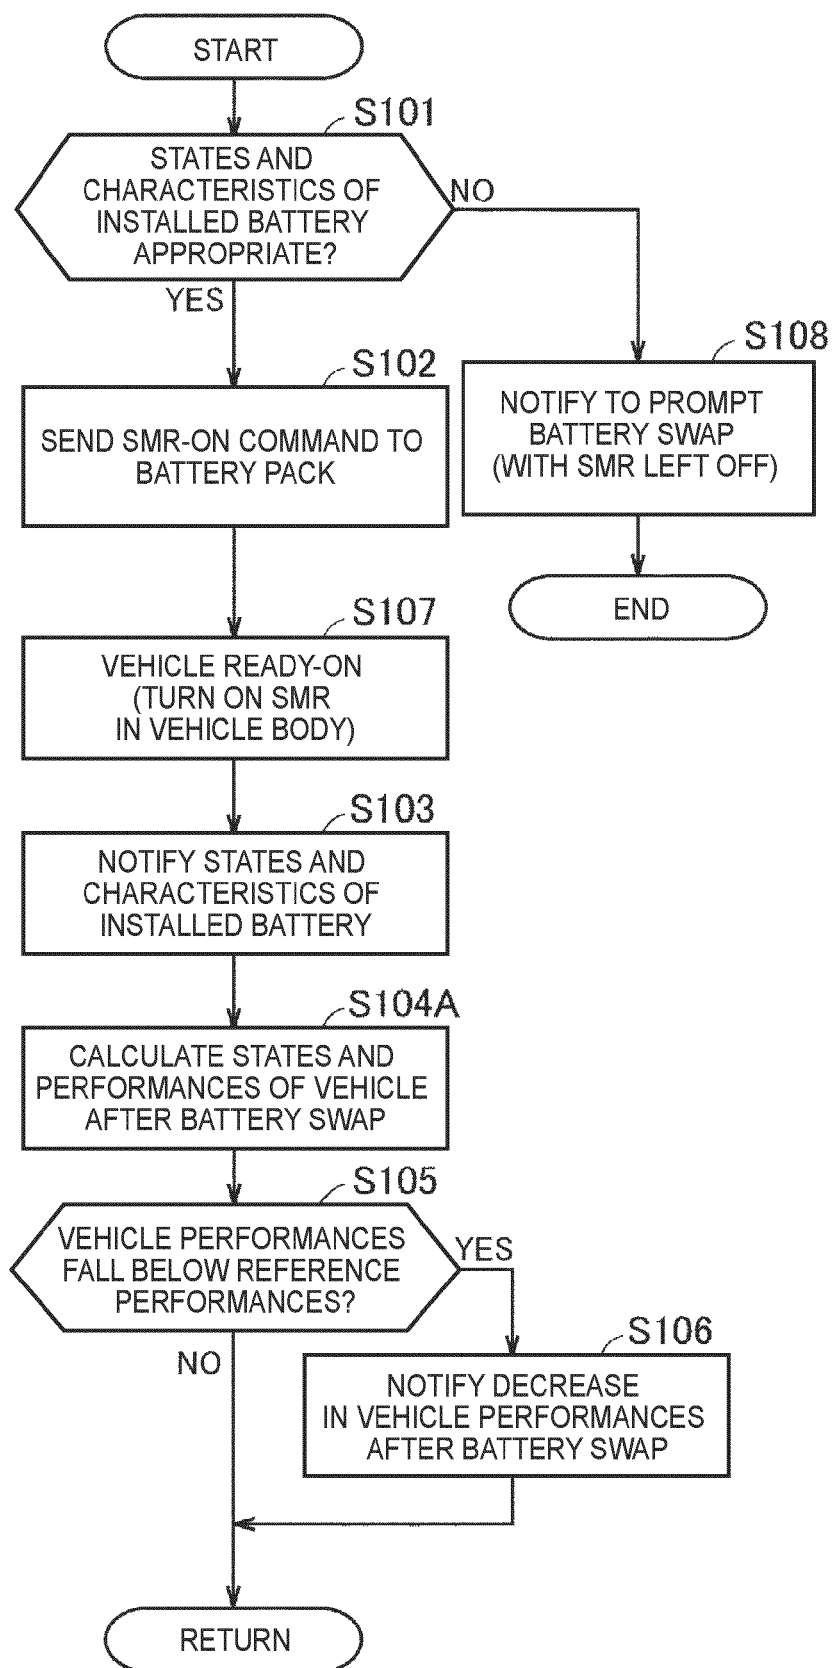 START
S101
STATES AND
CHARACTERISTICS OF
INSTALLED BATTERY
APPROPRIATE?
NO
YES
S102
SEND SMR-ON COMMAND TO
BATTERY PACK
S108
NOTIFY TO PROMPT
BATTERY SWAP
(WITH SMR LEFT OFF)
END
S107
VEHICLE READY-ON
(TURN ON SMR
IN VEHICLE BODY)
S103
NOTIFY STATES AND
CHARACTERISTICS OF
INSTALLED BATTERY
S104A
CALCULATE STATES AND
PERFORMANCES OF VEHICLE
AFTER BATTERY SWAP
S105
VEHICLE PERFORMANCES
FALL BELOW REFERENCE
PERFORMANCES?
YES
NO
S106
NOTIFY DECREASE
IN VEHICLE PERFORMANCES
AFTER BATTERY SWAP
RETURN